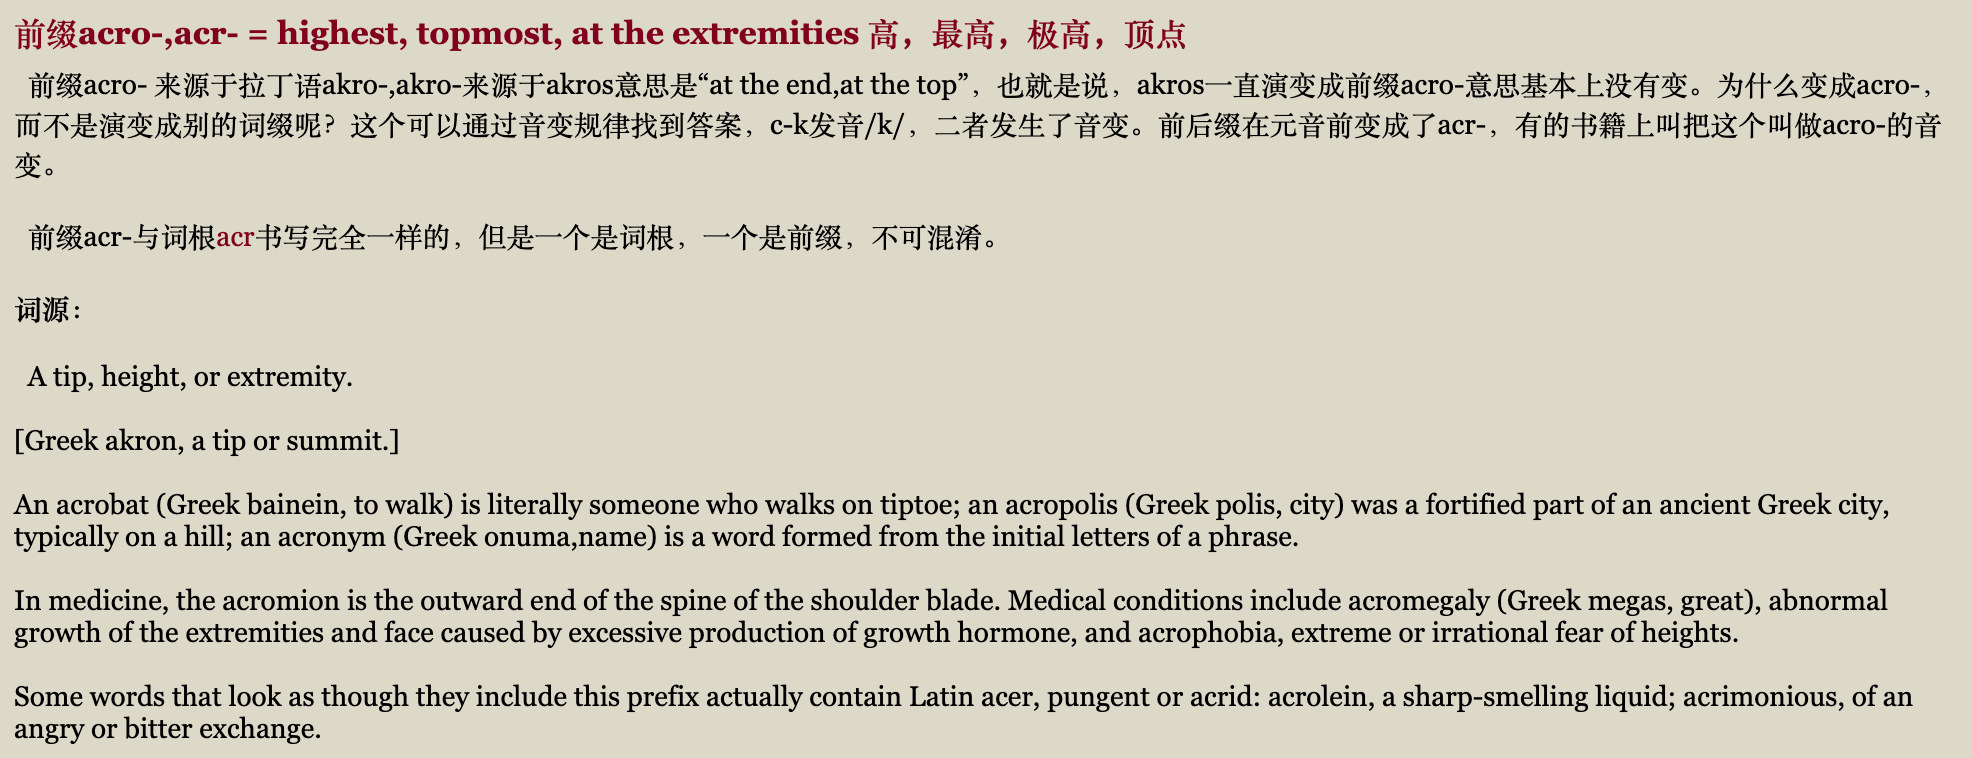 前缀acro-,acr- = highest, topmost, at the extremities 高，最高，极高，顶点
前缀acro- 来源于拉丁语akro-,akro-来源于akros意思是“at the end,at the top”，也就是说，akros一直演变成前缀acro-意思基本上没有变。为什么变成acro-，
而不是演变成别的词缀呢？这个可以通过音变规律找到答案，c-k发音/k/，二者发生了音变。前后缀在元音前变成了acr-，有的书籍上叫把这个叫做acro-的音
变。
前缀acr-与词根acr书写完全一样的，但是一个是词根，一个是前缀，不可混淆。
词源：
A tip, height, or extremity.
[Greek akron, a tip or summit.]
An acrobat (Greek bainein, to walk) is literally someone who walks on tiptoe; an acropolis (Greek polis, city) was a fortified part of an ancient Greek city,
typically on a hill; an acronym (Greek onuma,name) is a word formed from the initial letters of a phrase.
In medicine, the acromion is the outward end of the spine of the shoulder blade. Medical conditions include acromegaly (Greek megas, great), abnormal
growth of the extremities and face caused by excessive production of growth hormone, and acrophobia, extreme or irrational fear of heights.
Some words that look as though they include this prefix actually contain Latin acer, pungent or acrid: acrolein, a sharp-smelling liquid; acrimonious, of an
angry or bitter exchange.